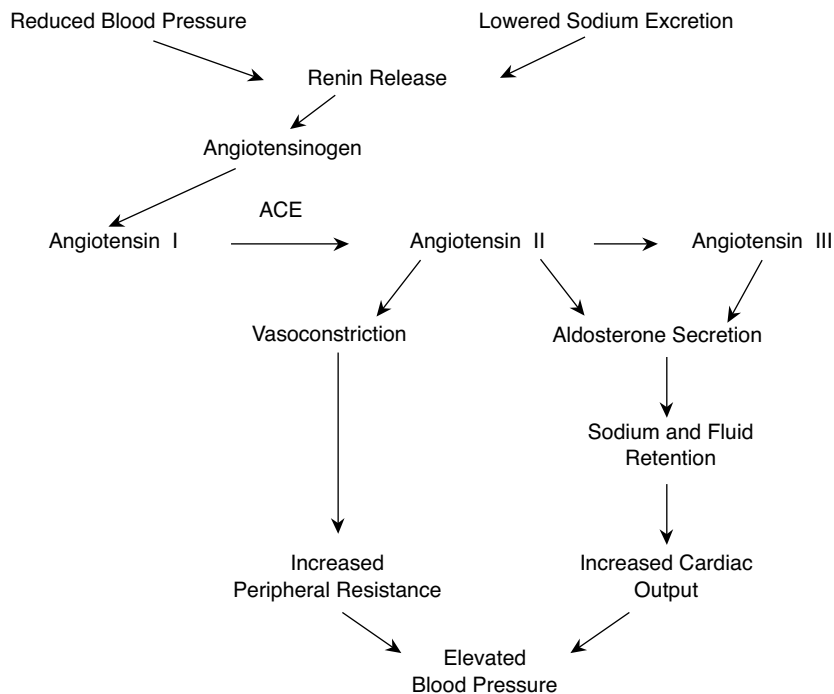 Reduced Blood Pressure
Lowered Sodium Excretion
Renin Release
Angiotensinogen
ACE
Angiotensin I
Angiotensin II
Angiotensin III
Vasoconstriction
Aldosterone Secretion
Sodium and Fluid
Retention
Increased
Peripheral Resistance
Increased Cardiac
Output
Elevated
Blood Pressure